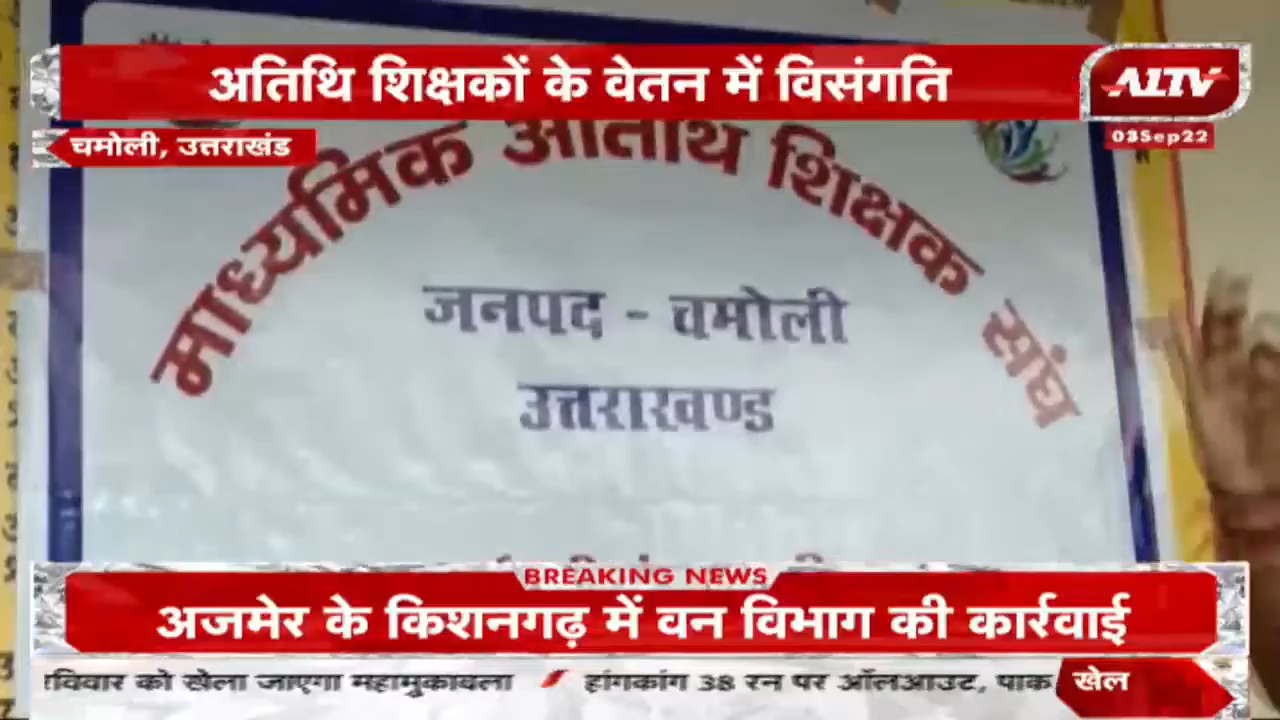 अतिथि शिक्षकों के वेतन में विसंगति
A1TV
चमोली, उत्तराखंड
03Sep22
माध्यमिक अतिथि शिक्षक संघ
जनपद - चमोली
उत्तराखण्ड
BREAKING NEWS
अजमेर के किशनगढ़ में वन विभाग की कार्रवाई
रविवार को खेला जाएगा महामुकाबला हांगकांग 38 रन पर ऑलआउट, पाक
खेल